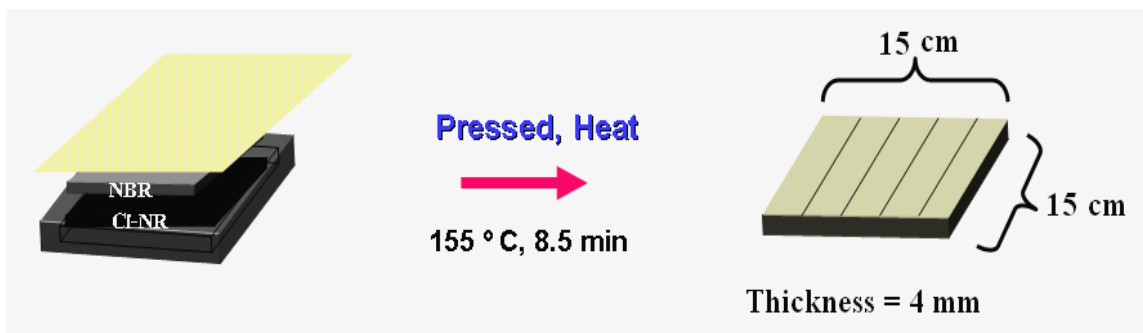 NBR
Cl-NR
Pressed, Heat
155 º C, 8.5 min
15 cm
15 cm
Thickness = 4 mm